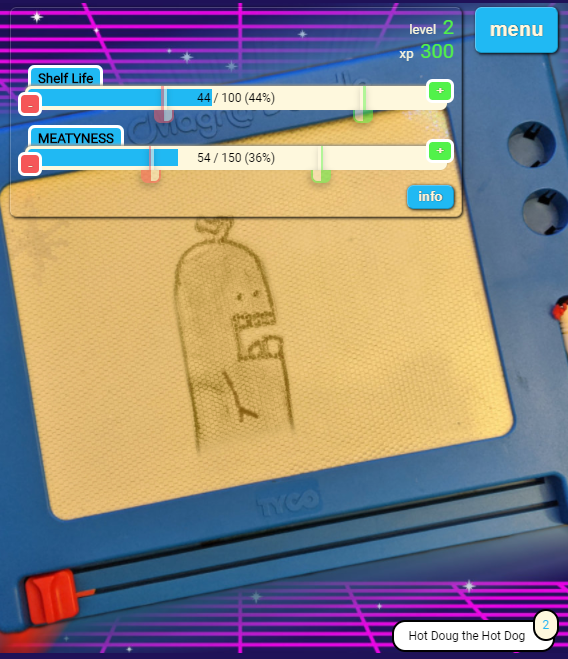 level 2
menu
xp 300
Shelf Life
+
44 / 100 (44%)
-
MEATYNESS
+
54 / 150 (36%)
-
info
TYCO
2
Hot Doug the Hot Dog